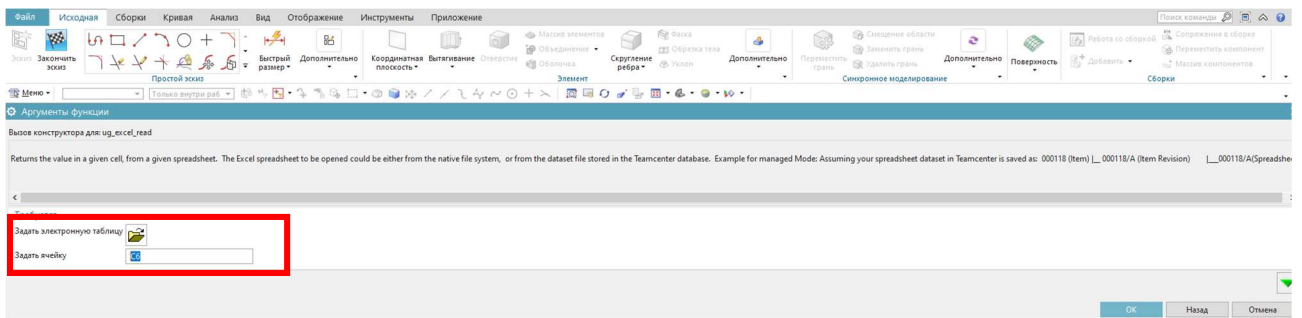 Файл Исходная Сборки Кривая Анализ Вид Отображение Инструменты Приложение Поиск команды
Эскиз Закончить эскиз Быстрый размер Дополнительно Координатная плоскость Вытягивание Отверстие Массив элементов Объединение Оболочка Скругление ребра Фаска Обрезка тела Уклон Дополнительно Переместить грань Смещение области Заменить грань Удалить грань Дополнительно Поверхность Работа со сборкой Добавить Сопряжения в сборке Переместить компонент Массив компонентов
Простой эскиз Элемент Синхронное моделирование Сборки
Меню Только внутри раб
Аргументы функции
Вызов конструктора для: ug_excel_read
Returns the value in a given cell, from a given spreadsheet. The Excel spreadsheet to be opened could be either from the native file system, or from the dataset file stored in the Teamcenter database. Example for managed Mode: Assuming your spreadsheet dataset in Teamcenter is saved as: 000118 (Item) |__ 000118/A (Item Revision) |__000118/A(Spreadshe
Задать электронную таблицу
Задать ячейку C6
OK Назад Отмена